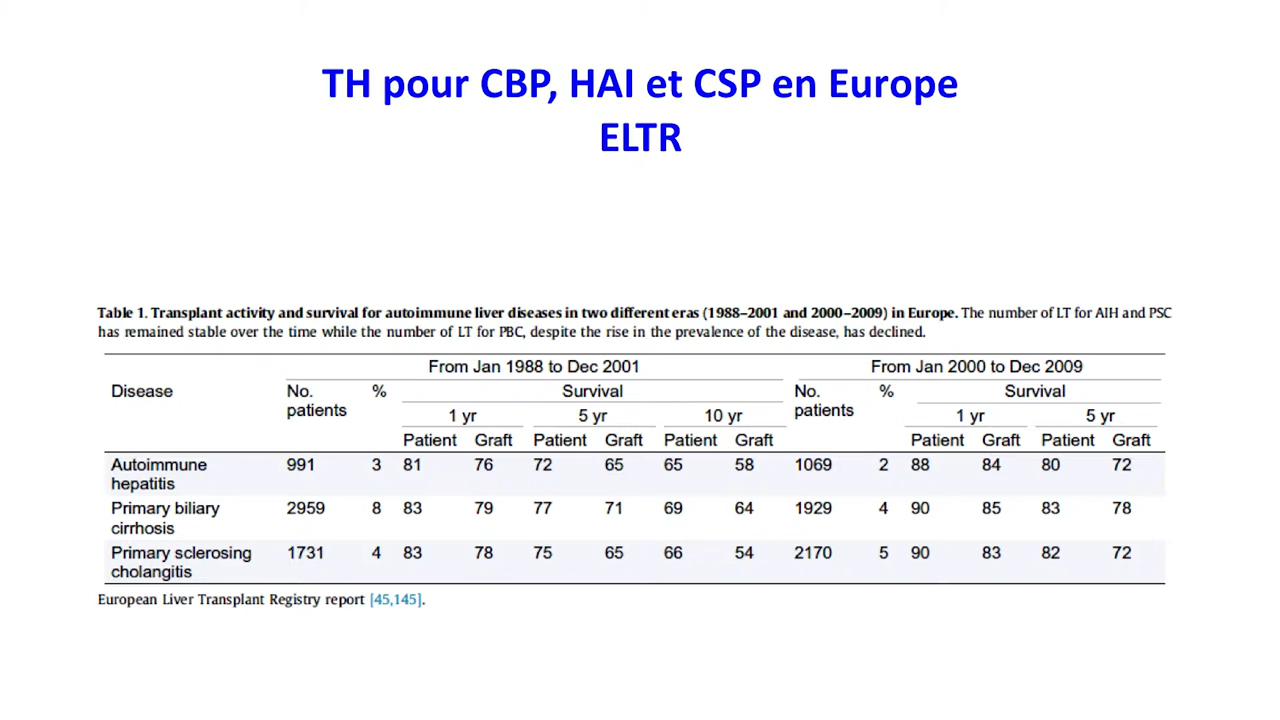 TH pour CBP, HAI et CSP en Europe
ELTR
Table 1. Transplant activity and survival for autoimmune liver diseases in two different eras (1988–2001 and 2000–2009) in Europe. The number of LT for AIH and PSC
has remained stable over the time while the number of LT for PBC, despite the rise in the prevalence of the disease, has declined.
From Jan 1988 to Dec 2001 From Jan 2000 to Dec 2009
Disease No. patients % Survival No. patients % Survival
1 yr 5 yr 10 yr 1 yr 5 yr
Patient Graft Patient Graft Patient Graft Patient Graft Patient Graft
Autoimmune hepatitis 991 3 81 76 72 65 65 58 1069 2 88 84 80 72
Primary biliary cirrhosis 2959 8 83 79 77 71 69 64 1929 4 90 85 83 78
Primary sclerosing cholangitis 1731 4 83 78 75 65 66 54 2170 5 90 83 82 72
European Liver Transplant Registry report [45,145].